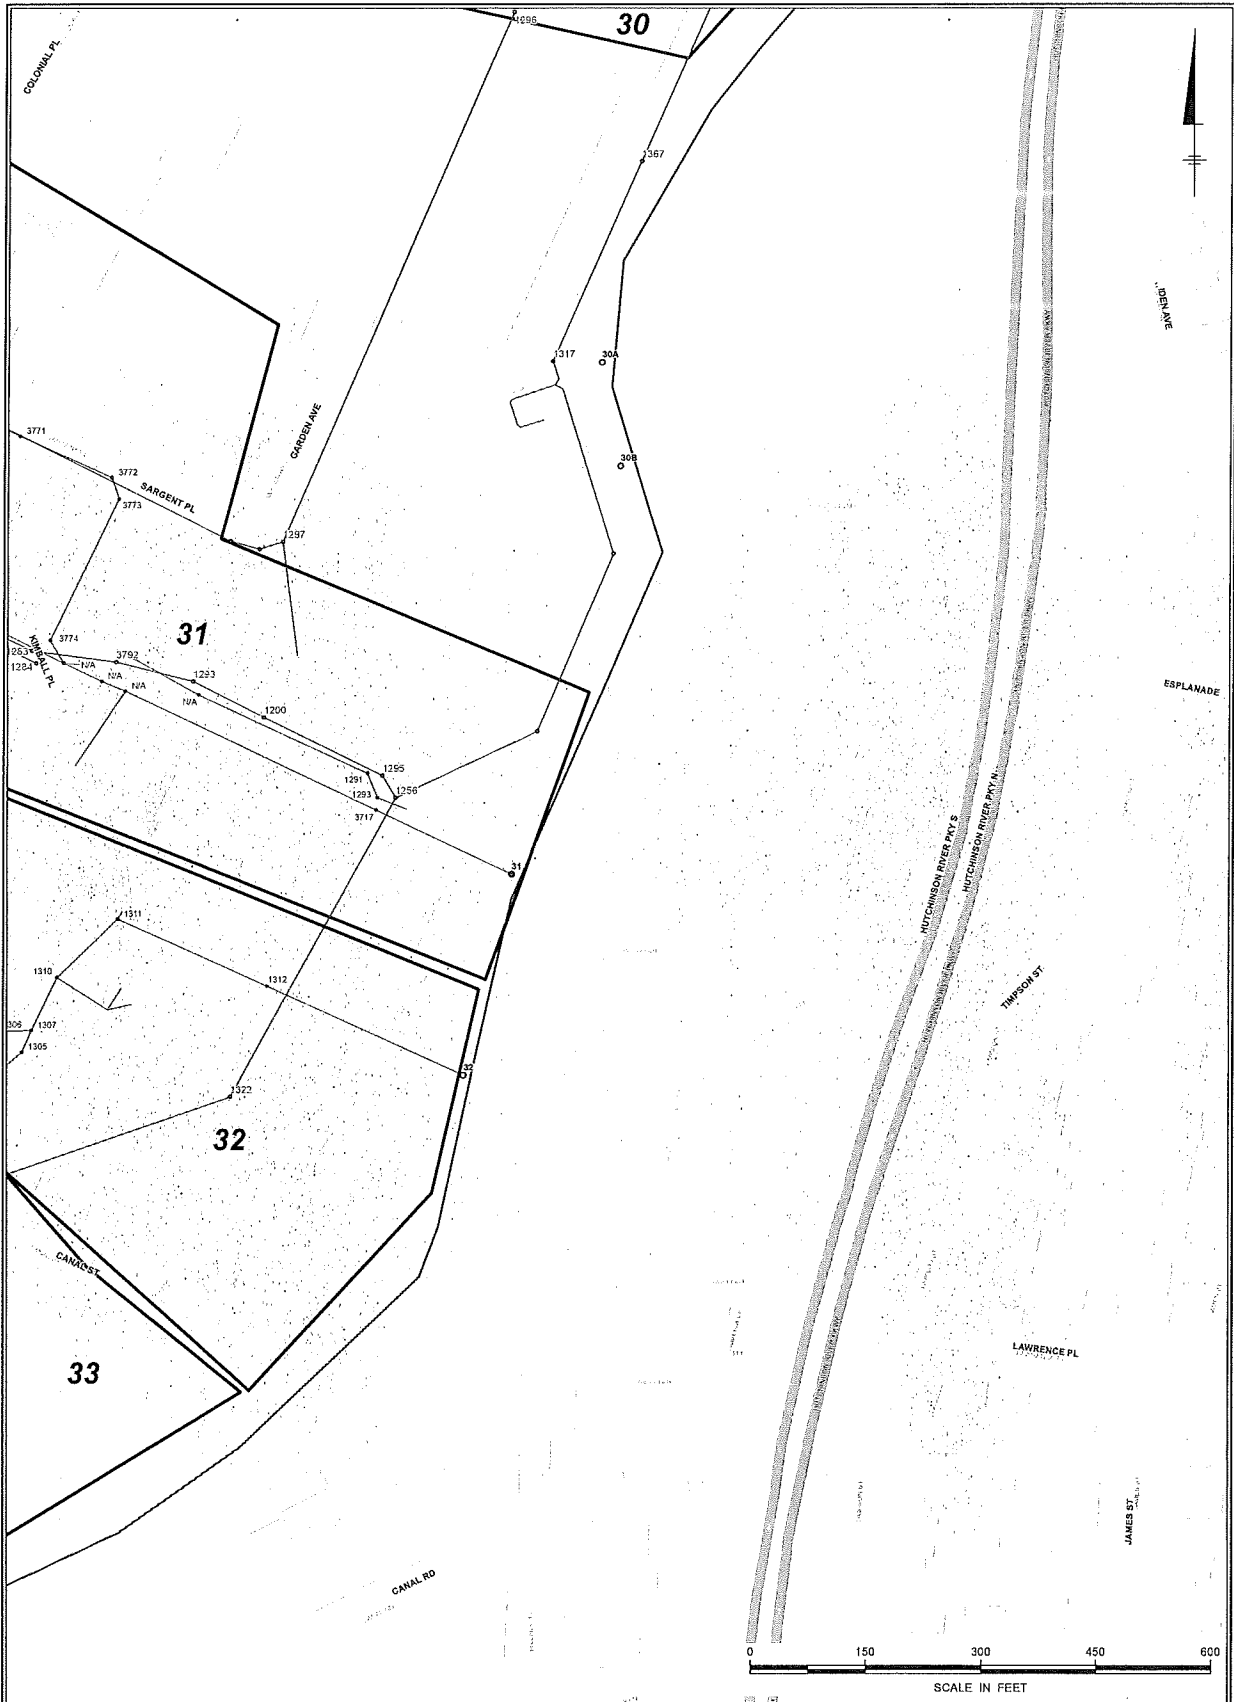 30
1296
COLONIAL PL
1367
1317
30A
GARDEN AVE
30B
3771
3772
3773
SARGENT PL
1297
31
3774
KIMBALL PL
1283
1284
N/A
3792
N/A
N/A
1293
N/A
1200
ESPLANADE
1295
1291
1293
1256
3717
HUTCHINSON RIVER PKY S
HUTCHINSON RIVER PKY N
31
1311
1312
1310
TIMPSON ST
306
1307
1305
32
1323
32
CANAL ST
LAWRENCE PL
33
JAMES ST
CANAL RD
0 150 300 450 600
SCALE IN FEET